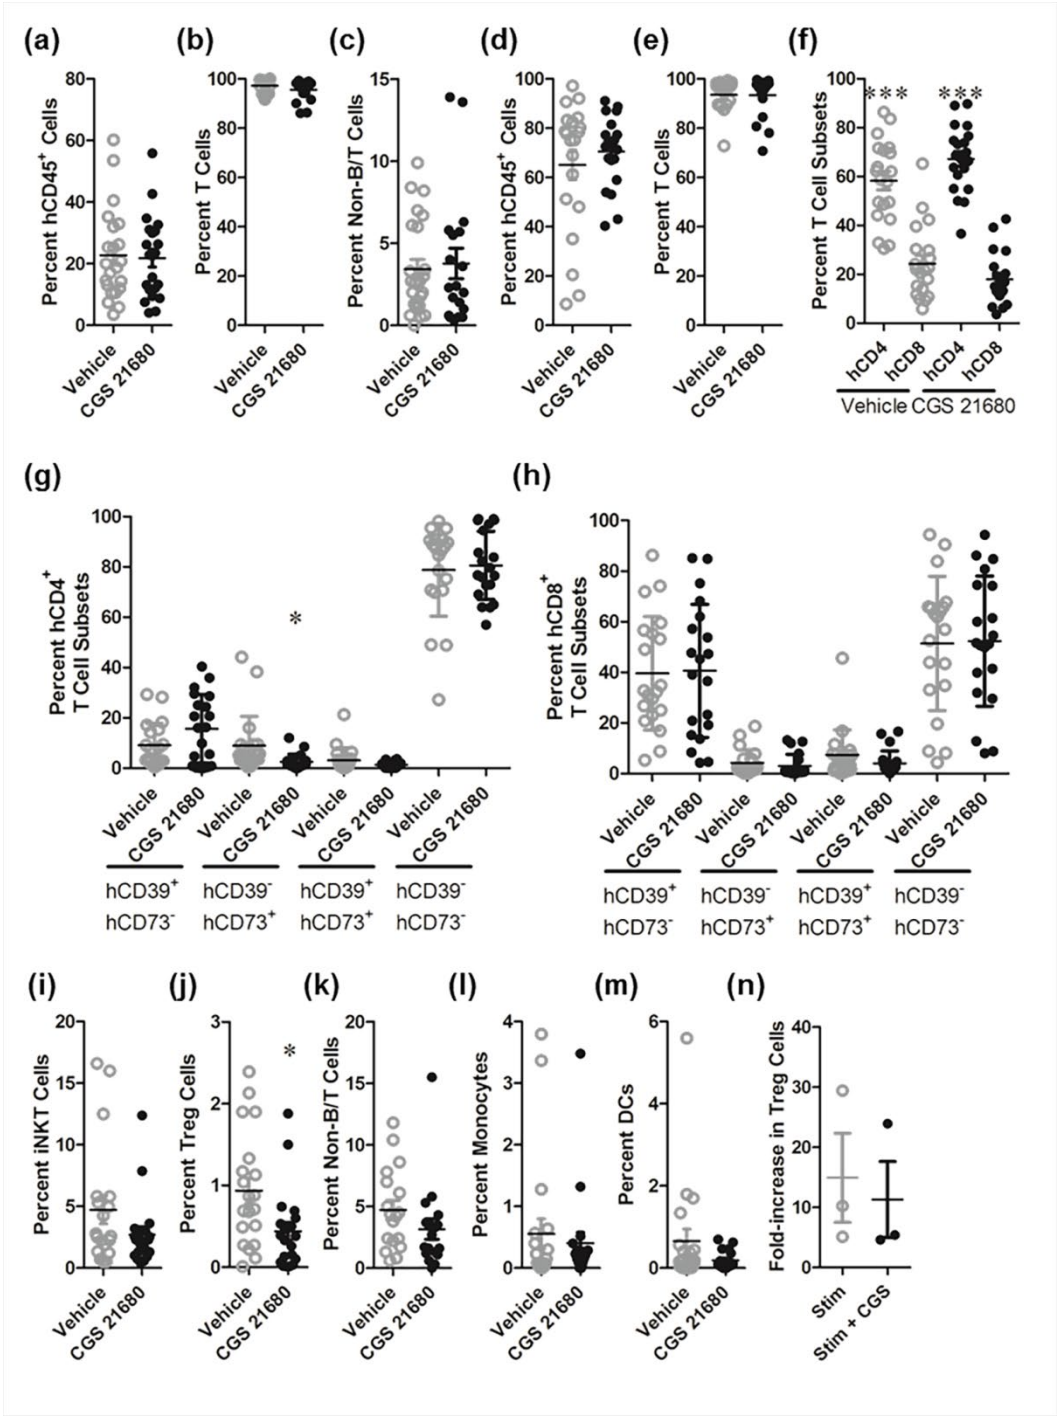 (a) (b) (c) (d) (e) (f)
Percent hCD45⁺ Cells
80
60
40
20
0
Vehicle
CGS 21680
Percent T Cells
100
80
60
40
20
0
Vehicle
CGS 21680
Percent Non-B/T Cells
15
10
5
0
Vehicle
CGS 21680
Percent hCD45⁺ Cells
100
80
60
40
20
0
Vehicle
CGS 21680
Percent T Cells
100
80
60
40
20
0
Vehicle
CGS 21680
Percent T Cell Subsets
100
80
60
40
20
0
*** ***
hCD4 hCD8 hCD4 hCD8
Vehicle CGS 21680
(g) (h)
Percent hCD4⁺
T Cell Subsets
100
80
60
40
20
0
*
Vehicle CGS 21680 Vehicle CGS 21680 Vehicle CGS 21680 Vehicle CGS 21680
hCD39⁺ hCD39⁻ hCD39⁺ hCD39⁻
hCD73⁻ hCD73⁺ hCD73⁺ hCD73⁻
Percent hCD8⁺
T Cell Subsets
100
80
60
40
20
0
Vehicle CGS 21680 Vehicle CGS 21680 Vehicle CGS 21680 Vehicle CGS 21680
hCD39⁺ hCD39⁻ hCD39⁺ hCD39⁻
hCD73⁻ hCD73⁺ hCD73⁺ hCD73⁻
(i) (j) (k) (l) (m) (n)
Percent iNKT Cells
20
15
10
5
0
Vehicle
CGS 21680
Percent Treg Cells
3
2
1
0
*
Vehicle
CGS 21680
Percent Non-B/T Cells
20
15
10
5
0
Vehicle
CGS 21680
Percent Monocytes
4
3
2
1
0
Vehicle
CGS 21680
Percent DCs
6
4
2
0
Vehicle
CGS 21680
Fold-increase in Treg Cells
40
30
20
10
0
Stim
Stim + CGS